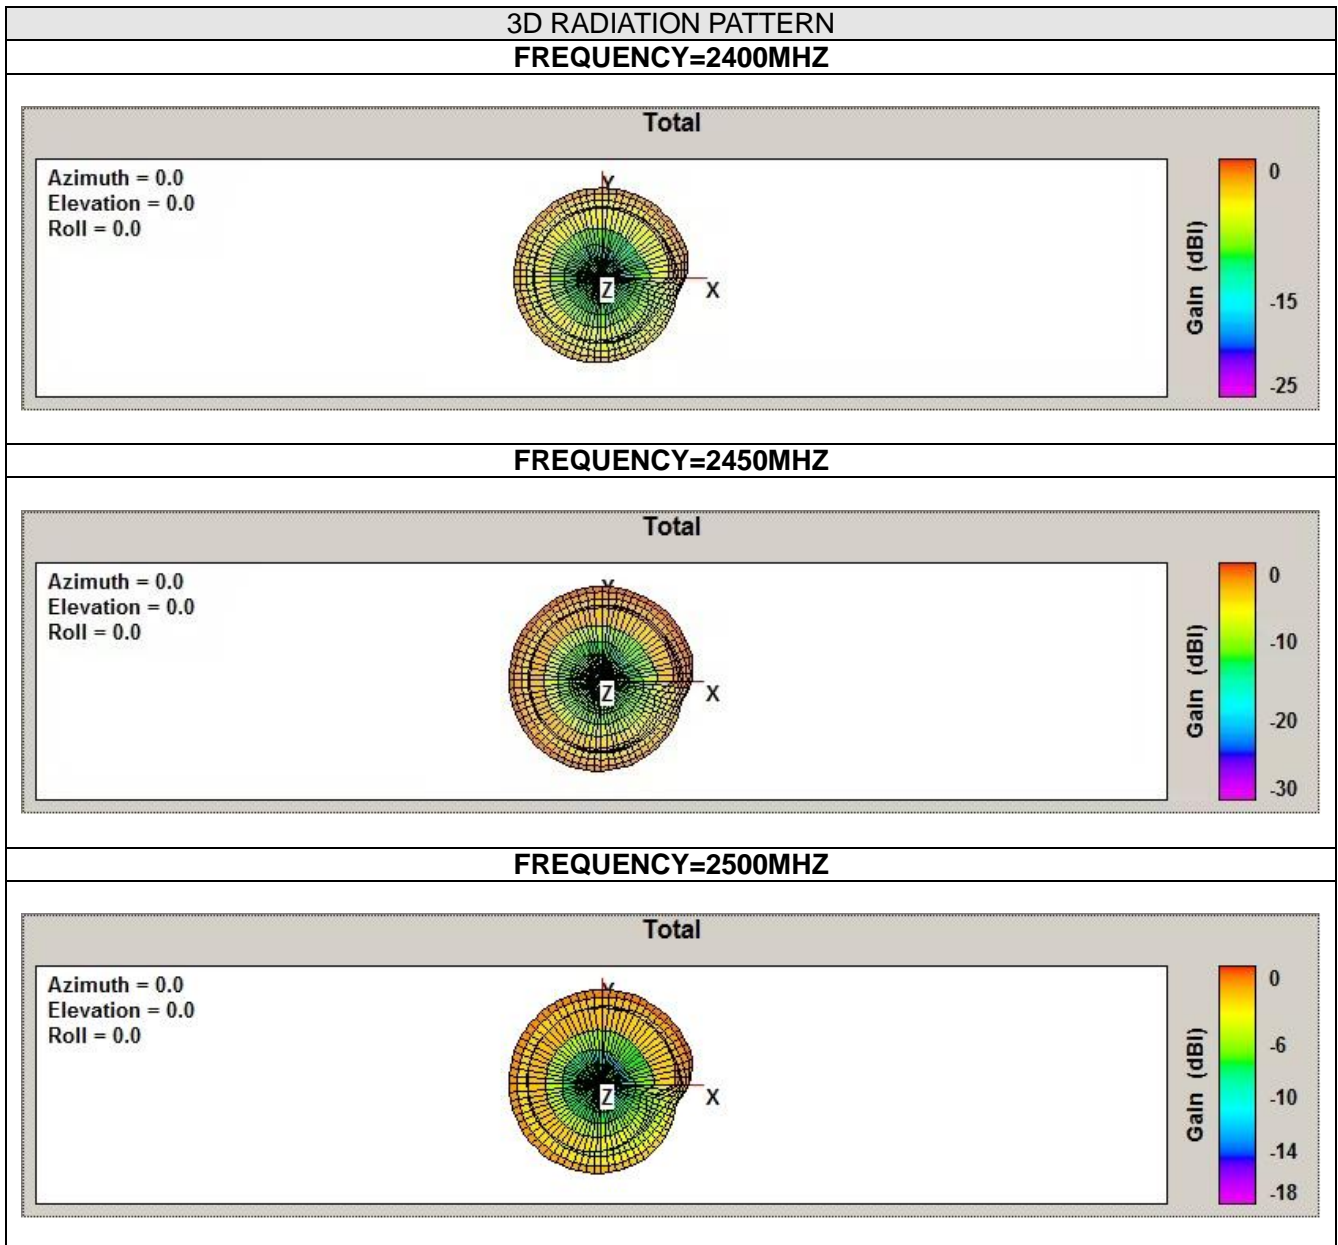 3D RADIATION PATTERN
FREQUENCY=2400MHZ
Total
Azimuth = 0.0
Elevation = 0.0
Roll = 0.0
Y
X
Z
Gain (dBi)
0
-15
-25
FREQUENCY=2450MHZ
Total
Azimuth = 0.0
Elevation = 0.0
Roll = 0.0
Y
X
Z
Gain (dBi)
0
-10
-20
-30
FREQUENCY=2500MHZ
Total
Azimuth = 0.0
Elevation = 0.0
Roll = 0.0
Y
X
Z
Gain (dBi)
0
-6
-10
-14
-18